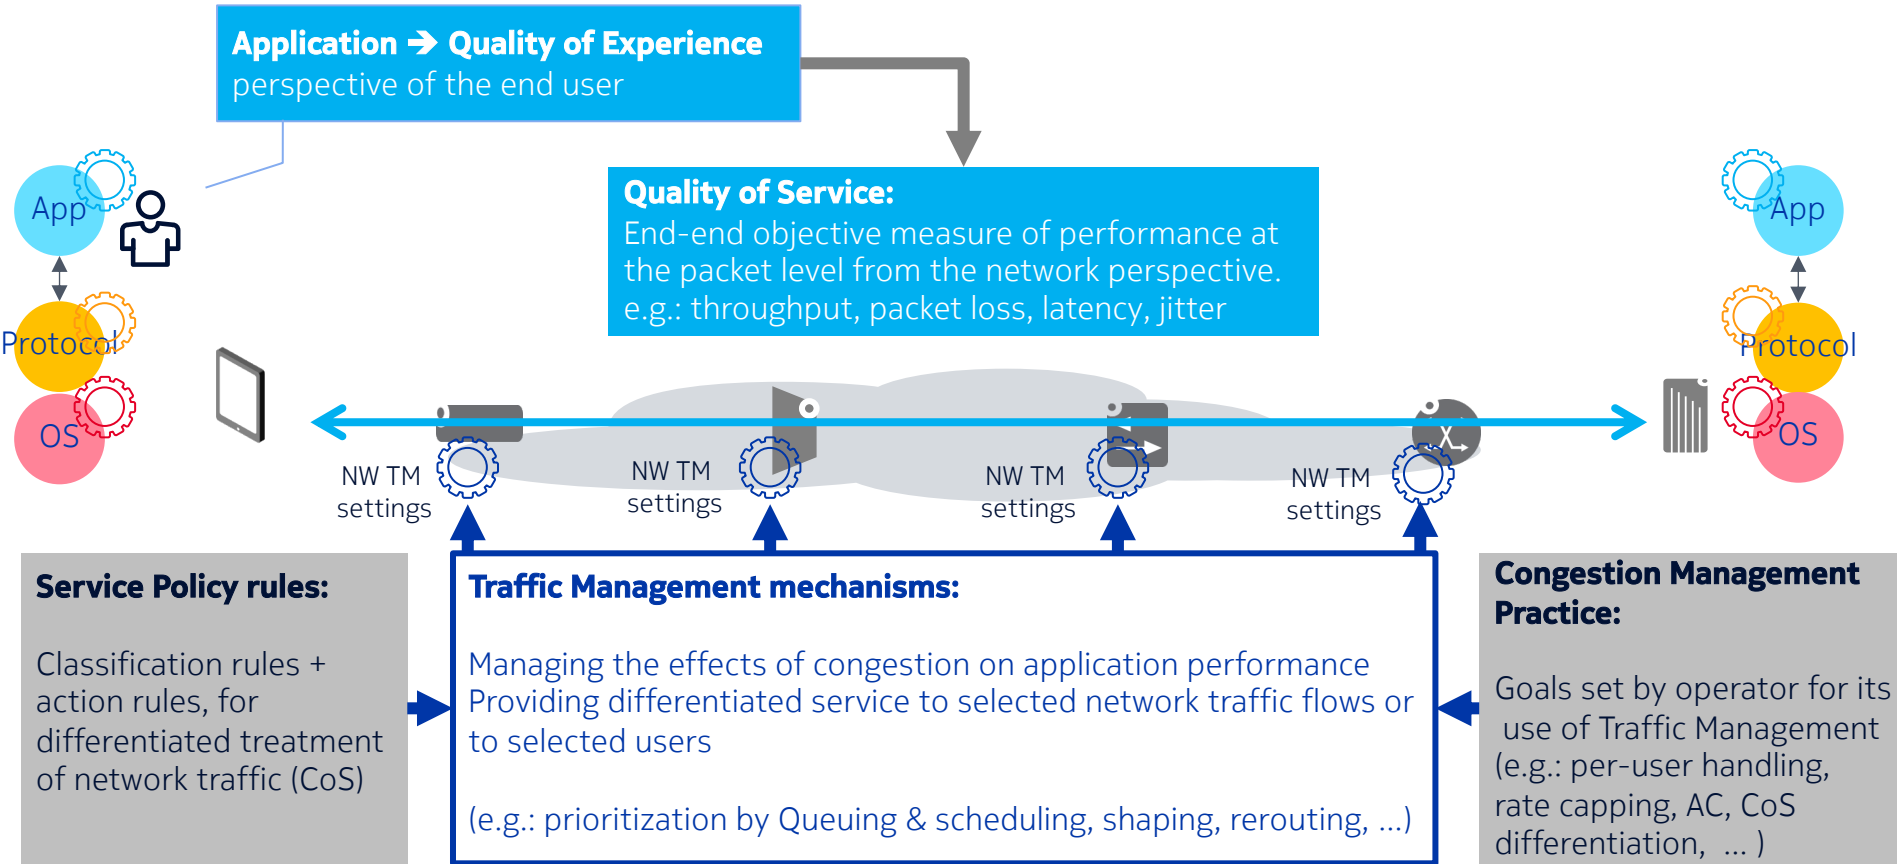 Application ➔ Quality of Experience
perspective of the end user
Quality of Service:
End-end objective measure of performance at
the packet level from the network perspective.
e.g.: throughput, packet loss, latency, jitter
App
Protocol
OS
App
Protocol
OS
NW TM
settings
NW TM
settings
NW TM
settings
NW TM
settings
Service Policy rules:
Classification rules +
action rules, for
differentiated treatment
of network traffic (CoS)
Traffic Management mechanisms:
Managing the effects of congestion on application performance
Providing differentiated service to selected network traffic flows or
to selected users
(e.g.: prioritization by Queuing & scheduling, shaping, rerouting, ...)
Congestion Management
Practice:
Goals set by operator for its
use of Traffic Management
(e.g.: per-user handling,
rate capping, AC, CoS
differentiation, ... )